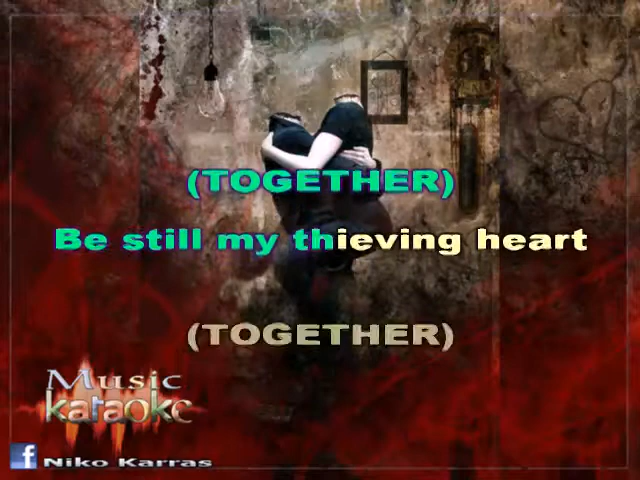 (TOGETHER)
Be still my thieving heart
(TOGETHER)
Music
karaoke
f Niko Karras